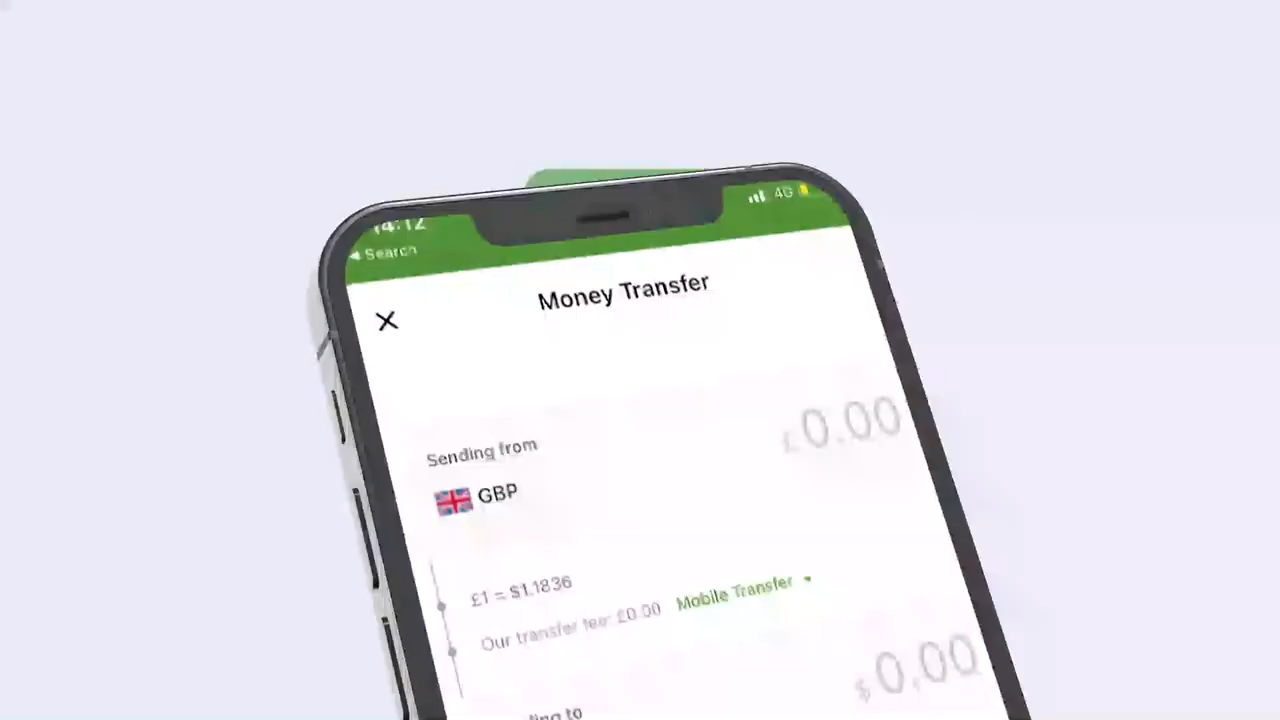 14:12
4G
Search
Money Transfer
Sending from
£0.00
GBP
£1 = $1.1836
Our transfer fee: £0.00 Mobile Transfer
$0.00
to